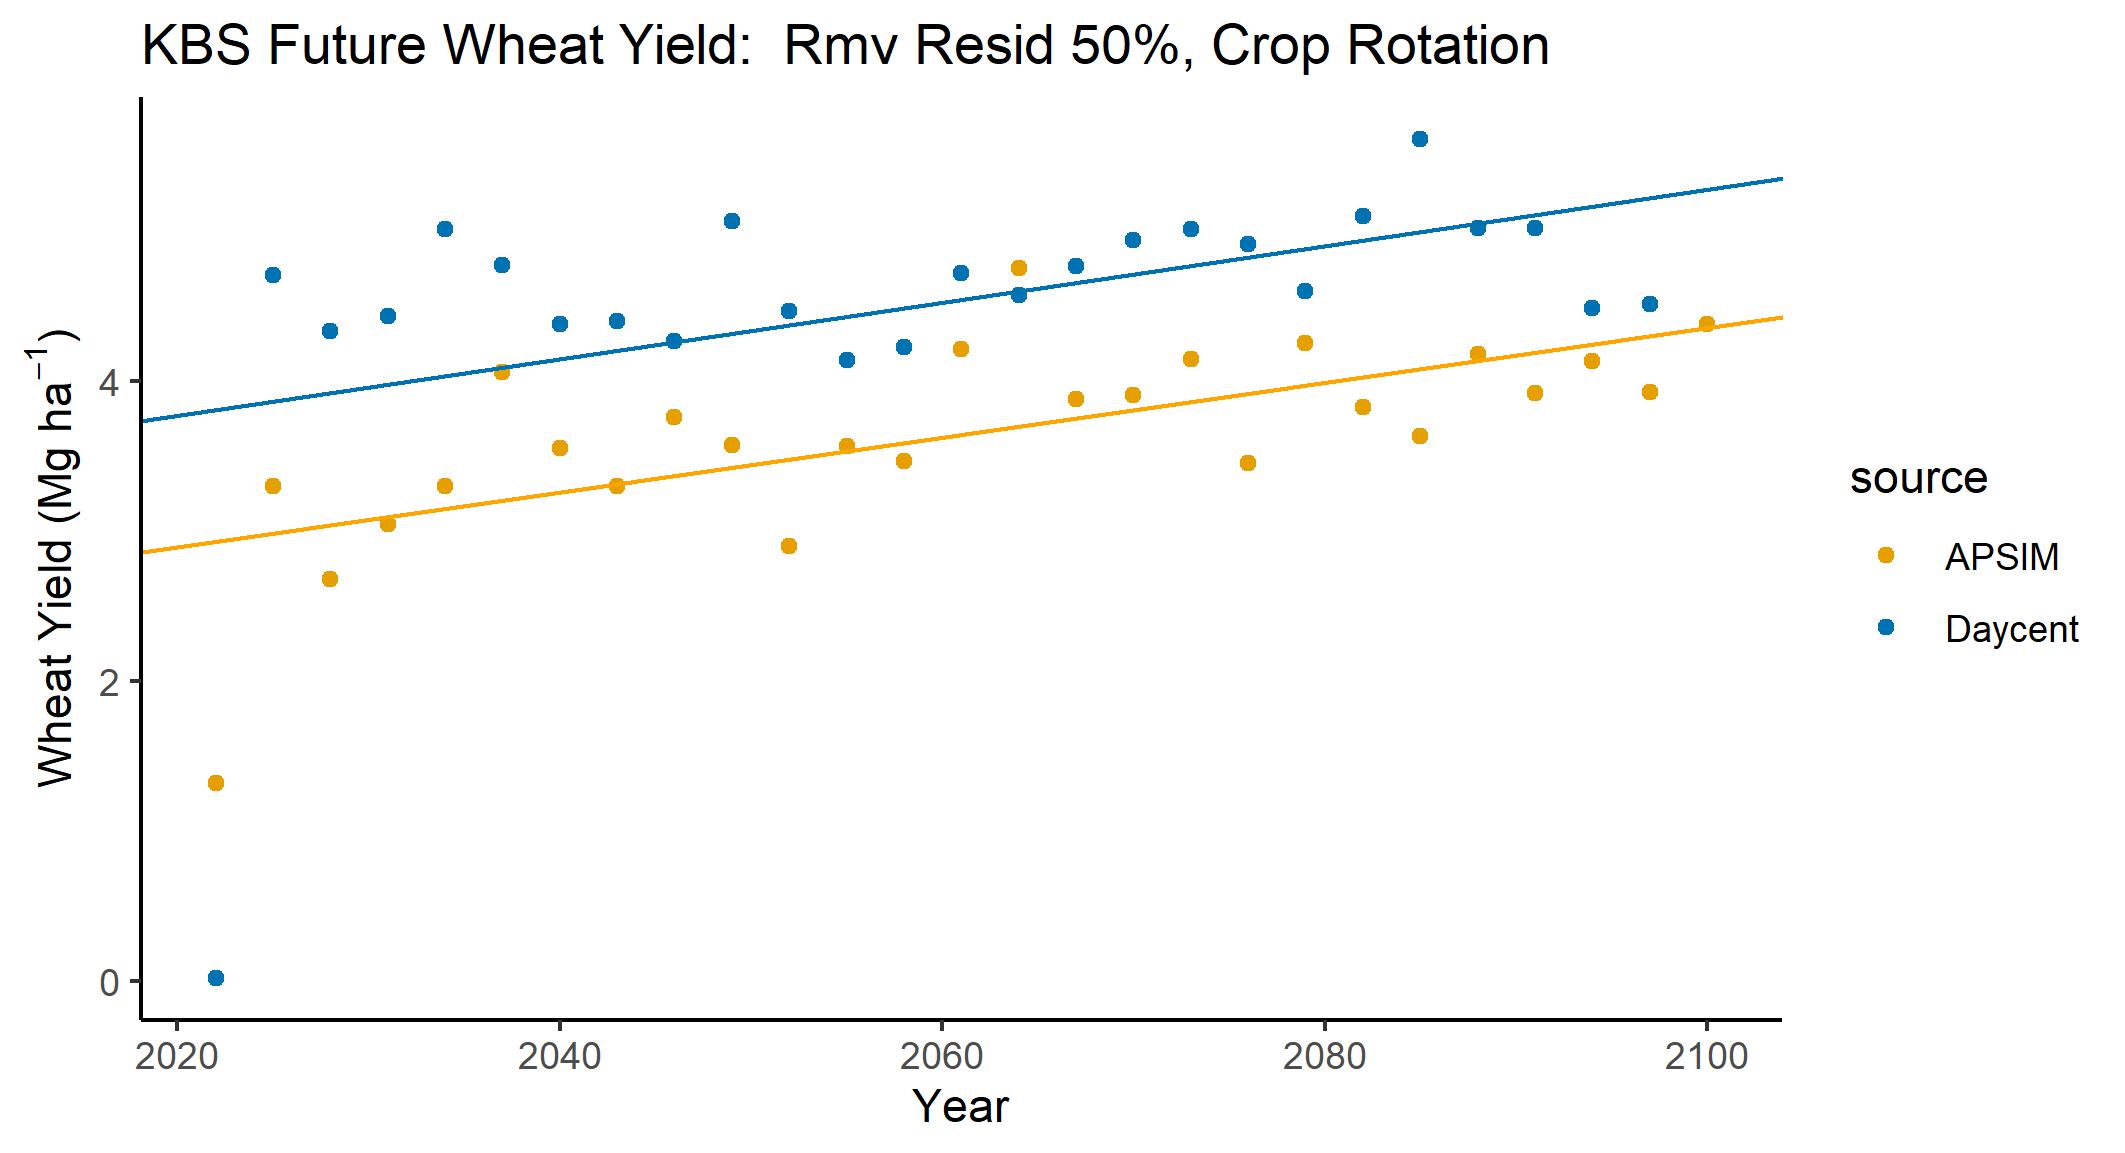 KBS Future Wheat Yield:  Rmv Resid 50%, Crop Rotation
Wheat Yield (Mg ha⁻¹)
4
2
0
2020 2040 2060 2080 2100
Year
source
APSIM
Daycent